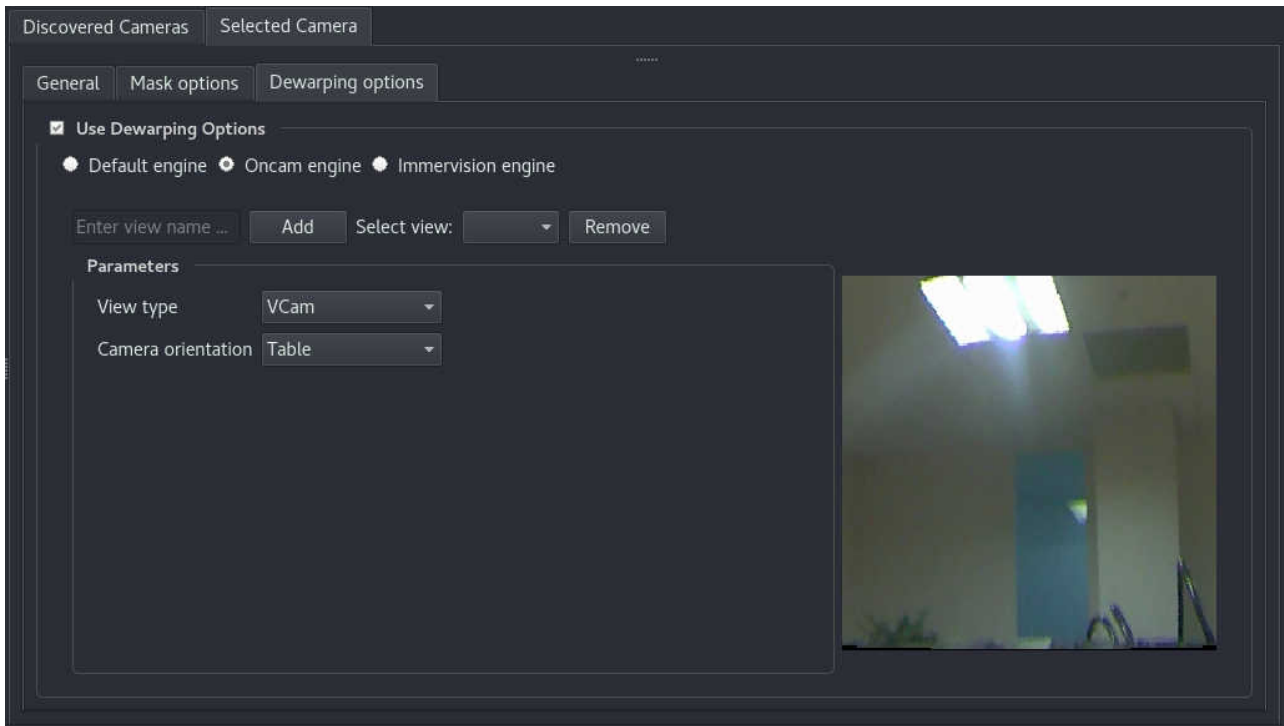 Discovered Cameras Selected Camera
General Mask options Dewarping options
Use Dewarping Options
Default engine Oncam engine Immervision engine
Enter view name ... Add Select view: Remove
Parameters
View type VCam
Camera orientation Table